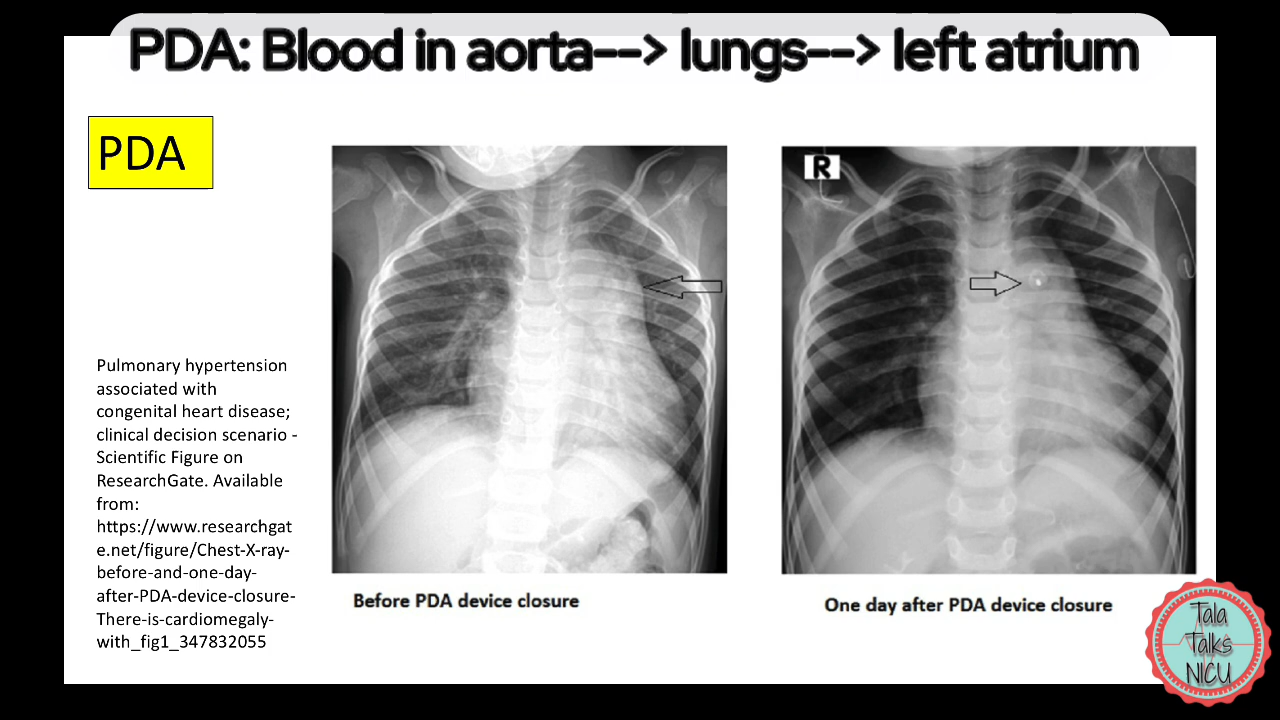 PDA: Blood in aorta--> lungs--> left atrium
PDA
R
Pulmonary hypertension
associated with
congenital heart disease;
clinical decision scenario -
Scientific Figure on
ResearchGate. Available
from:
https://www.researchgat
e.net/figure/Chest-X-ray-
before-and-one-day-
after-PDA-device-closure-
There-is-cardiomegaly-
with_fig1_347832055
Before PDA device closure
One day after PDA device closure
Tala
Talks
NICU